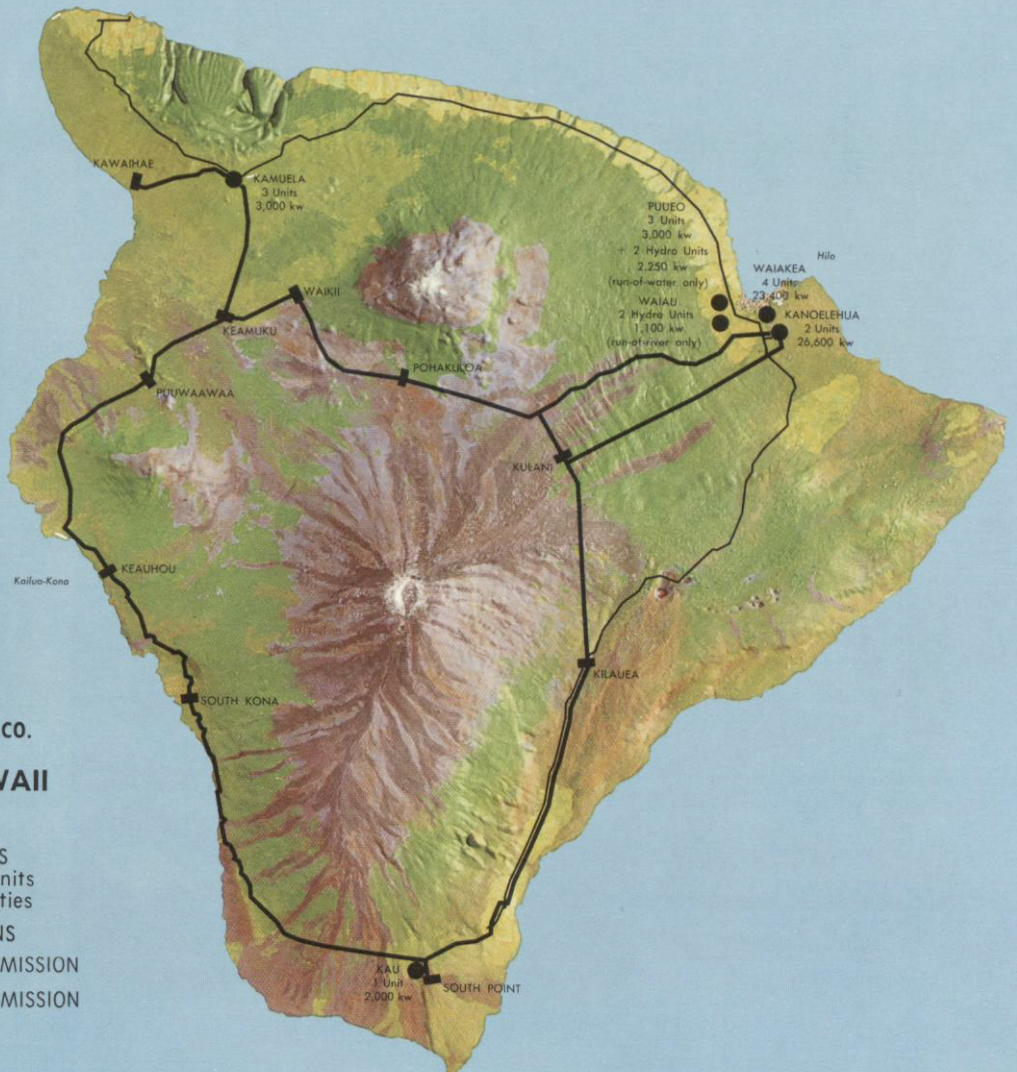 KAWAIHAE
KAMUELA
3 Units
3,000 kw
PUUEO
3 Units
3,000 kw
+ 2 Hydro Units
2,250 kw
(run-of-water only)
Hilo
WAIAKEA
4 Units
23,400 kw
WAIAU
2 Hydro Units
1,100 kw
(run-of-river only)
KANOELEHUA
2 Units
26,600 kw
WAIKII
KEAMUKU
POHAKULOA
PUUWAAWAA
KULANI
KEAUHOU
Kailua-Kona
KILAUEA
SOUTH KONA
CO.
WAII
S
nits
ties
NS
MISSION
MISSION
KAU
1 Unit
2,000 kw
SOUTH POINT